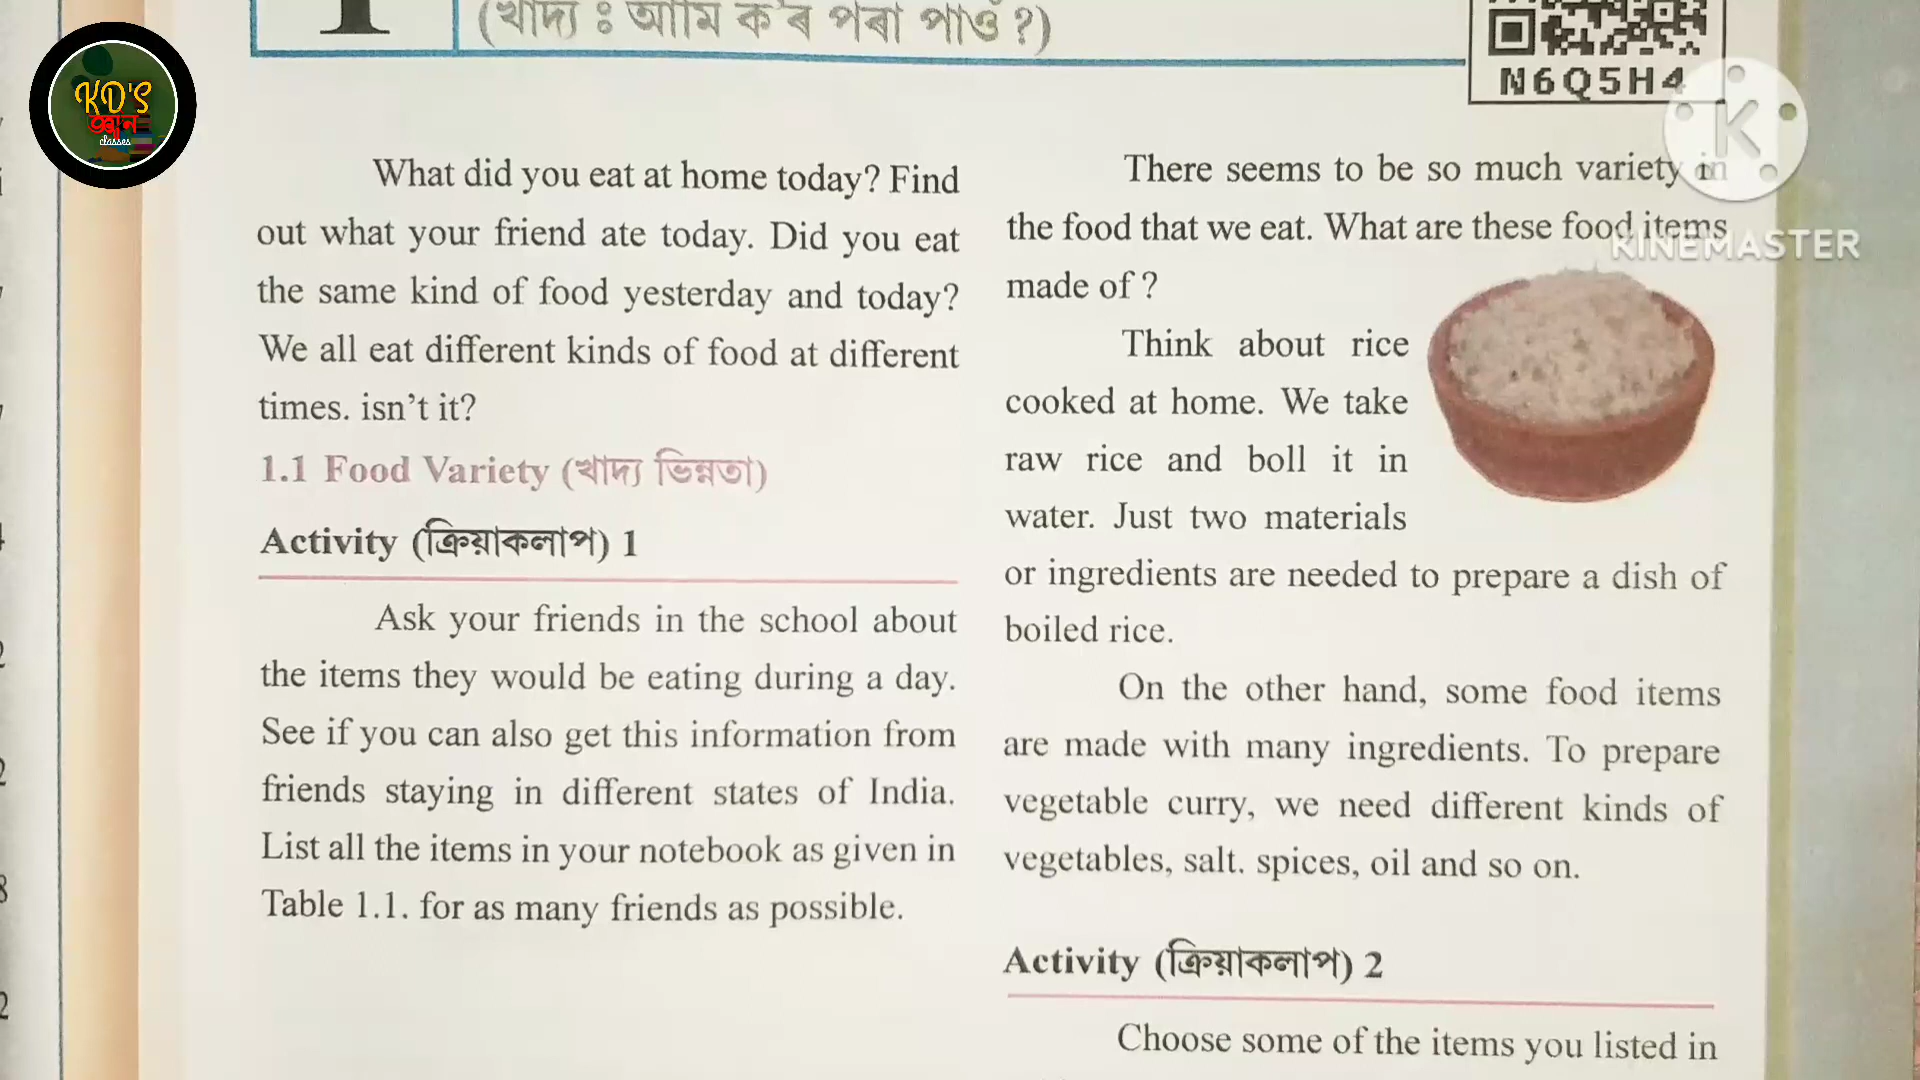 (খাদ্য ঃ আমি ক'ৰ পৰা পাওঁ ?)
N6Q5H4
KD'S
জ্ঞান
classes
K
KINEMASTER
What did you eat at home today? Find
out what your friend ate today. Did you eat
the same kind of food yesterday and today?
We all eat different kinds of food at different
times. isn't it?
1.1 Food Variety (খাদ্য ভিন্নতা)
Activity (ক্ৰিয়াকলাপ) 1
Ask your friends in the school about
the items they would be eating during a day.
See if you can also get this information from
friends staying in different states of India.
List all the items in your notebook as given in
Table 1.1. for as many friends as possible.
There seems to be so much variety in
the food that we eat. What are these food items
made of ?
Think about rice
cooked at home. We take
raw rice and boll it in
water. Just two materials
or ingredients are needed to prepare a dish of
boiled rice.
On the other hand, some food items
are made with many ingredients. To prepare
vegetable curry, we need different kinds of
vegetables, salt. spices, oil and so on.
Activity (ক্ৰিয়াকলাপ) 2
Choose some of the items you listed in